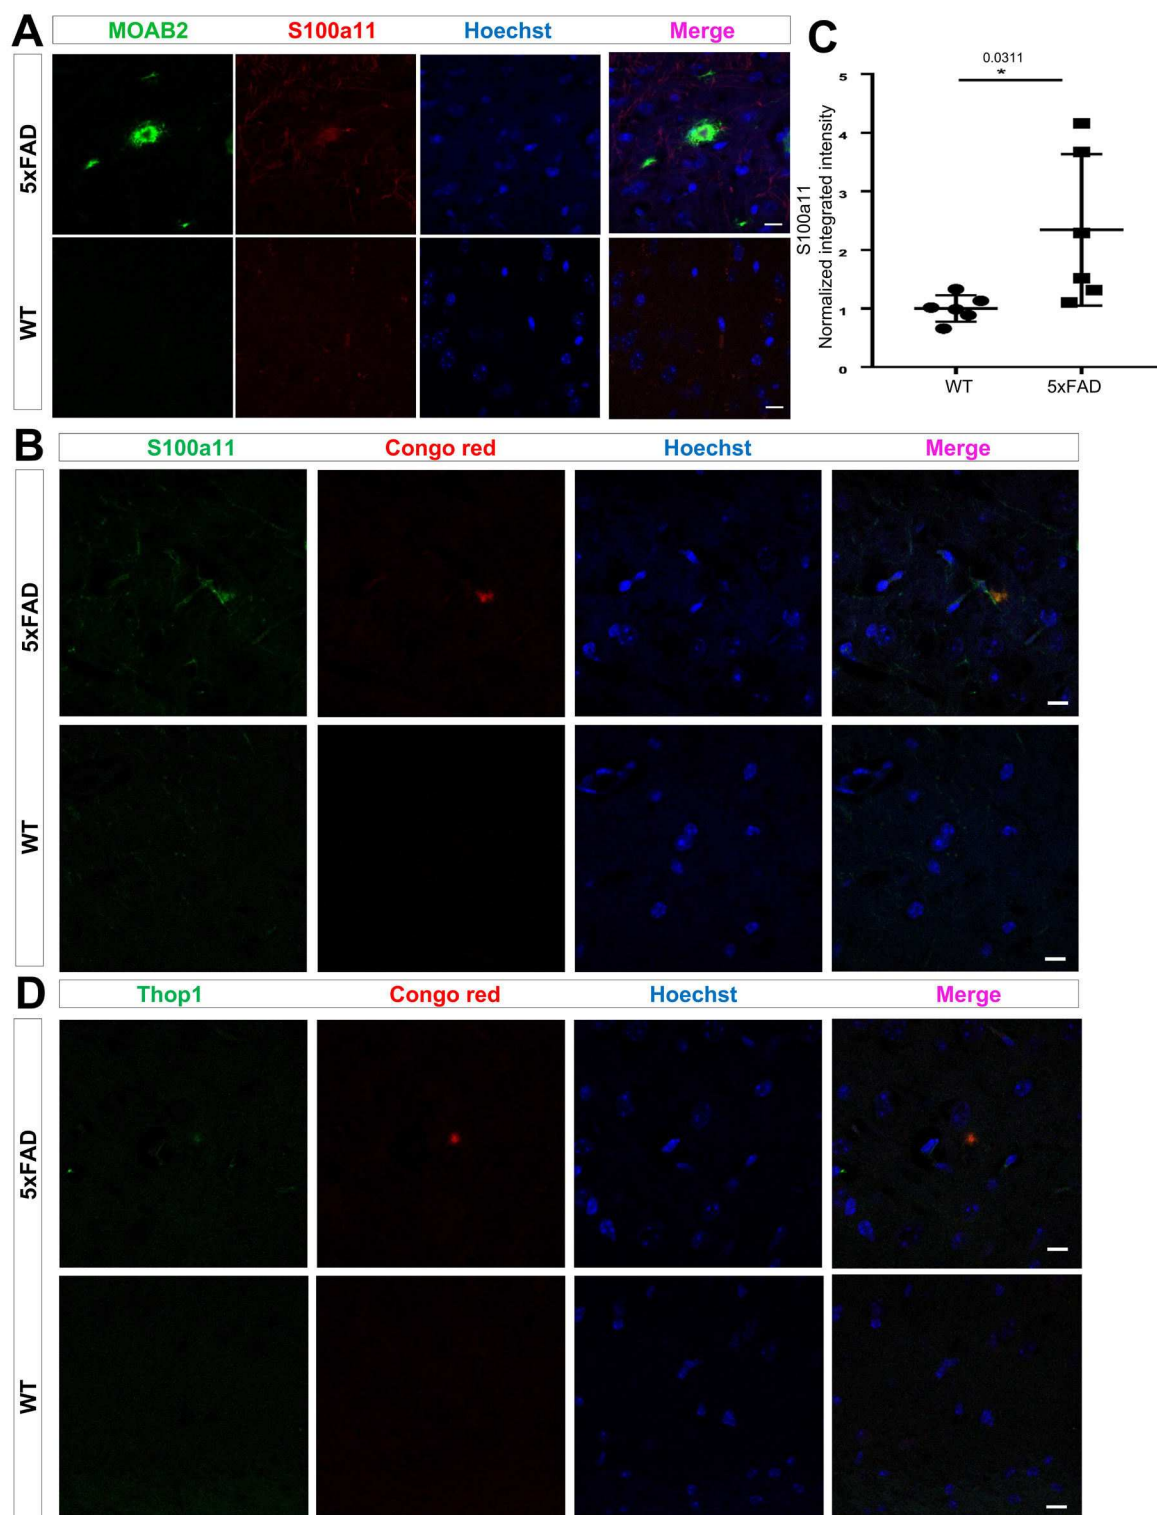 A
MOAB2 S100a11 Hoechst Merge
5xFAD
WT
C
0.0311
*
S100a11
Normalized integrated intensity
5
4
3
2
1
0
WT 5xFAD
B
S100a11 Congo red Hoechst Merge
5xFAD
WT
D
Thop1 Congo red Hoechst Merge
5xFAD
WT